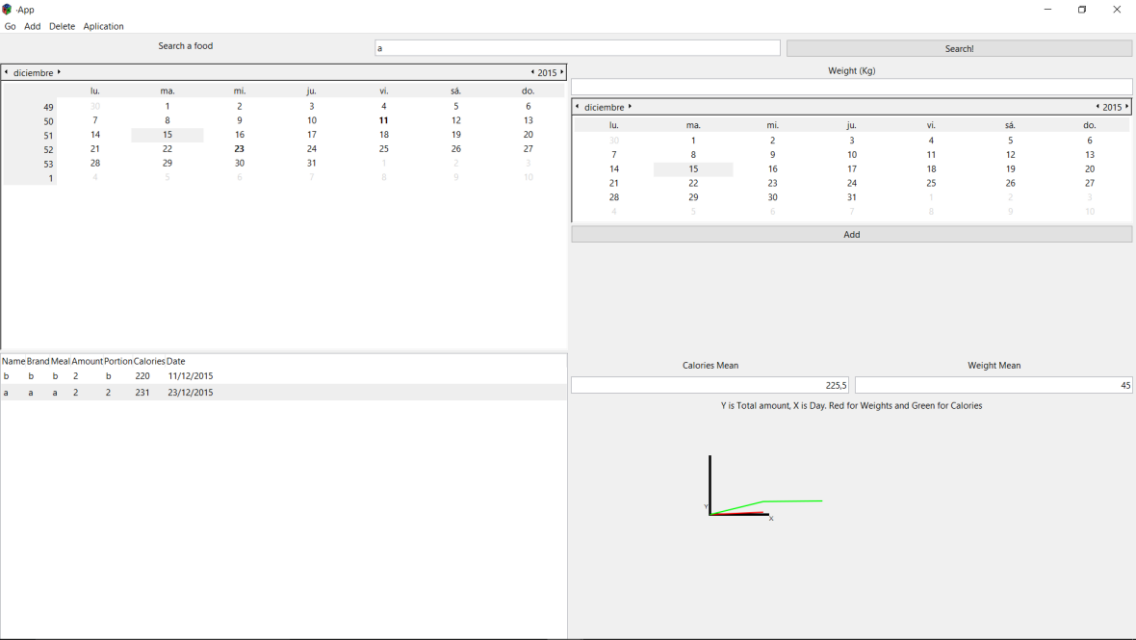 ·App
Go Add Delete Aplication
Search a food a Search!
diciembre 2015
lu. ma. mi. ju. vi. sá. do.
49 30 1 2 3 4 5 6
50 7 8 9 10 11 12 13
51 14 15 16 17 18 19 20
52 21 22 23 24 25 26 27
53 28 29 30 31 1 2 3
1 4 5 6 7 8 9 10
Name Brand Meal Amount Portion Calories Date
b b b 2 b 220 11/12/2015
a a a 2 2 231 23/12/2015
Weight (Kg)
diciembre 2015
lu. ma. mi. ju. vi. sá. do.
30 1 2 3 4 5 6
7 8 9 10 11 12 13
14 15 16 17 18 19 20
21 22 23 24 25 26 27
28 29 30 31 1 2 3
4 5 6 7 8 9 10
Add
Calories Mean Weight Mean
225,5 45
Y is Total amount, X is Day. Red for Weights and Green for Calories
Y
X